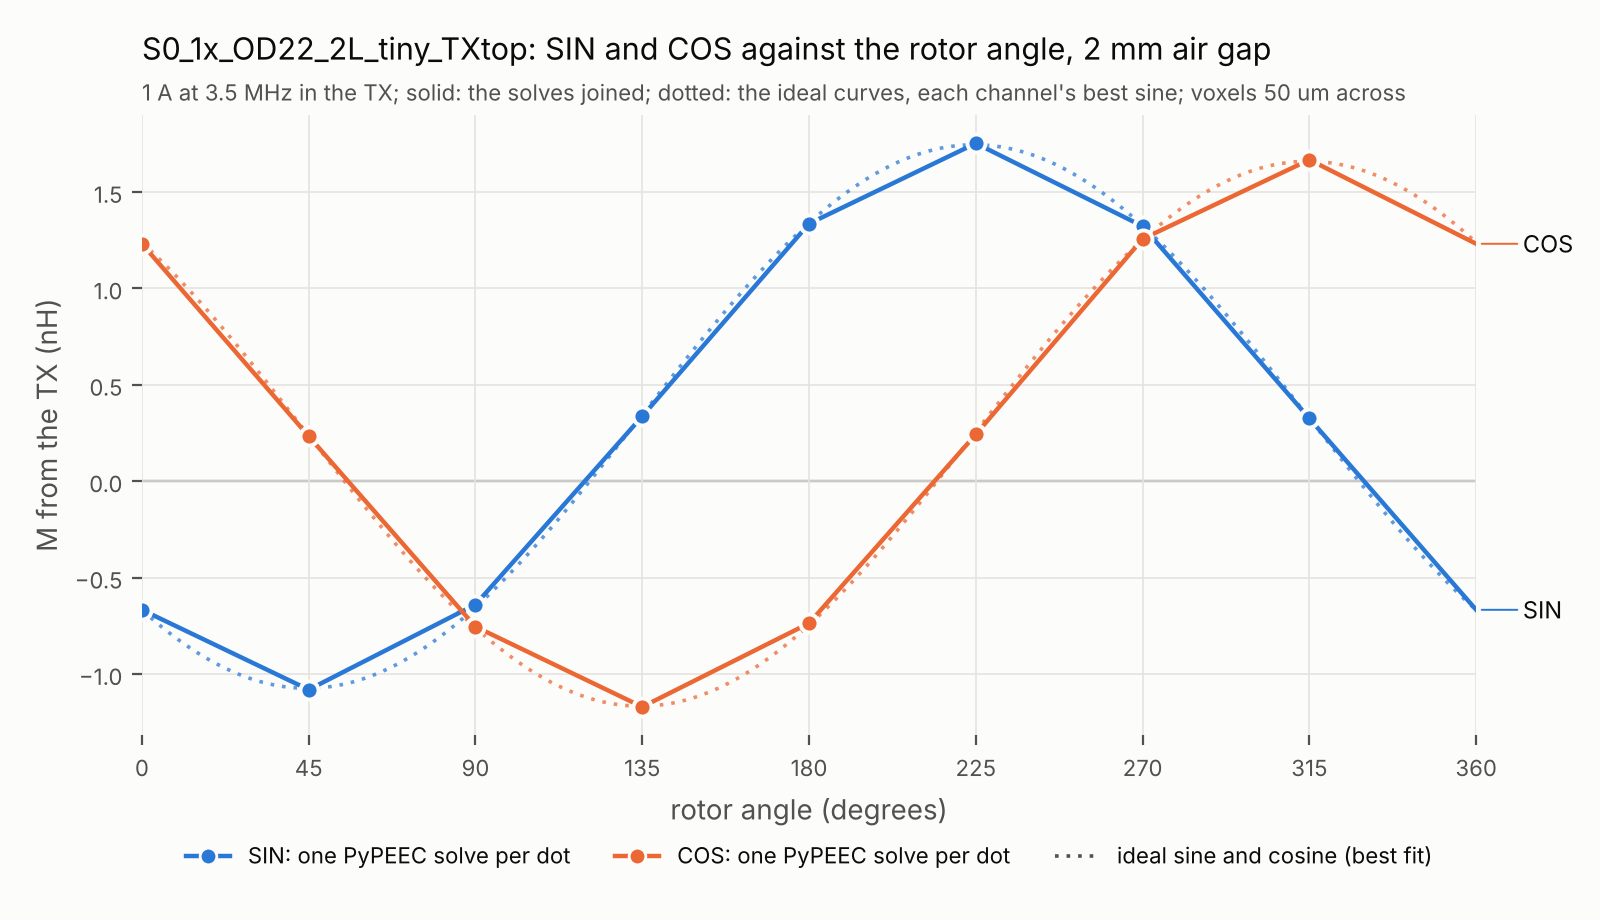 S0_1x_OD22_2L_tiny_TXtop: SIN and COS against the rotor angle, 2 mm air gap
1 A at 3.5 MHz in the TX; solid: the solves joined; dotted: the ideal curves, each channel's best sine; voxels 50 um across
M from the TX (nH)
1.5
1.0
0.5
0.0
−0.5
−1.0
COS
SIN
0 45 90 135 180 225 270 315 360
rotor angle (degrees)
SIN: one PyPEEC solve per dot COS: one PyPEEC solve per dot ideal sine and cosine (best fit)